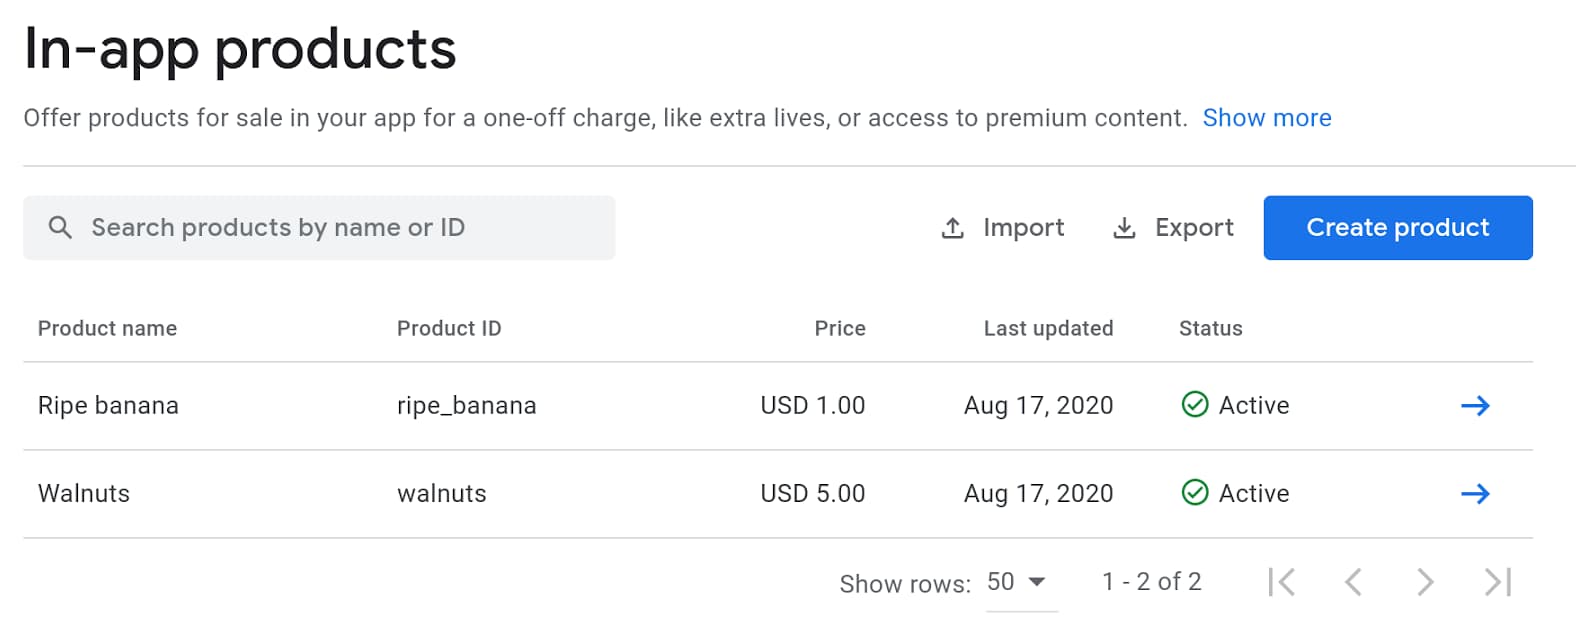 In-app products
Offer products for sale in your app for a one-off charge, like extra lives, or access to premium content. Show more
Search products by name or ID Import Export Create product
Product name Product ID Price Last updated Status
Ripe banana ripe_banana USD 1.00 Aug 17, 2020 Active
Walnuts walnuts USD 5.00 Aug 17, 2020 Active
Show rows: 50 1 - 2 of 2